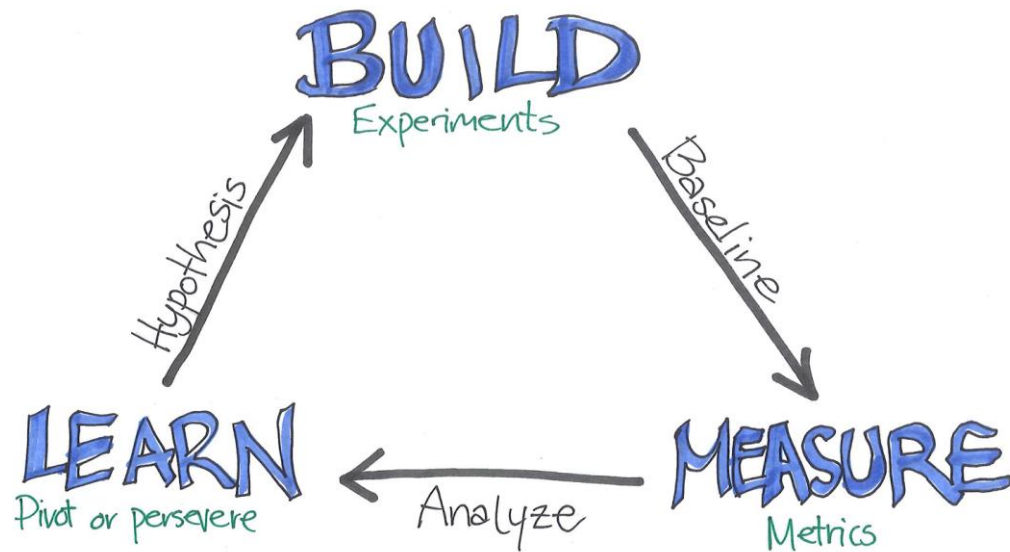 BUILD
Experiments
Hypothesis
Baseline
LEARN
Pivot or persevere
Analyze
MEASURE
Metrics